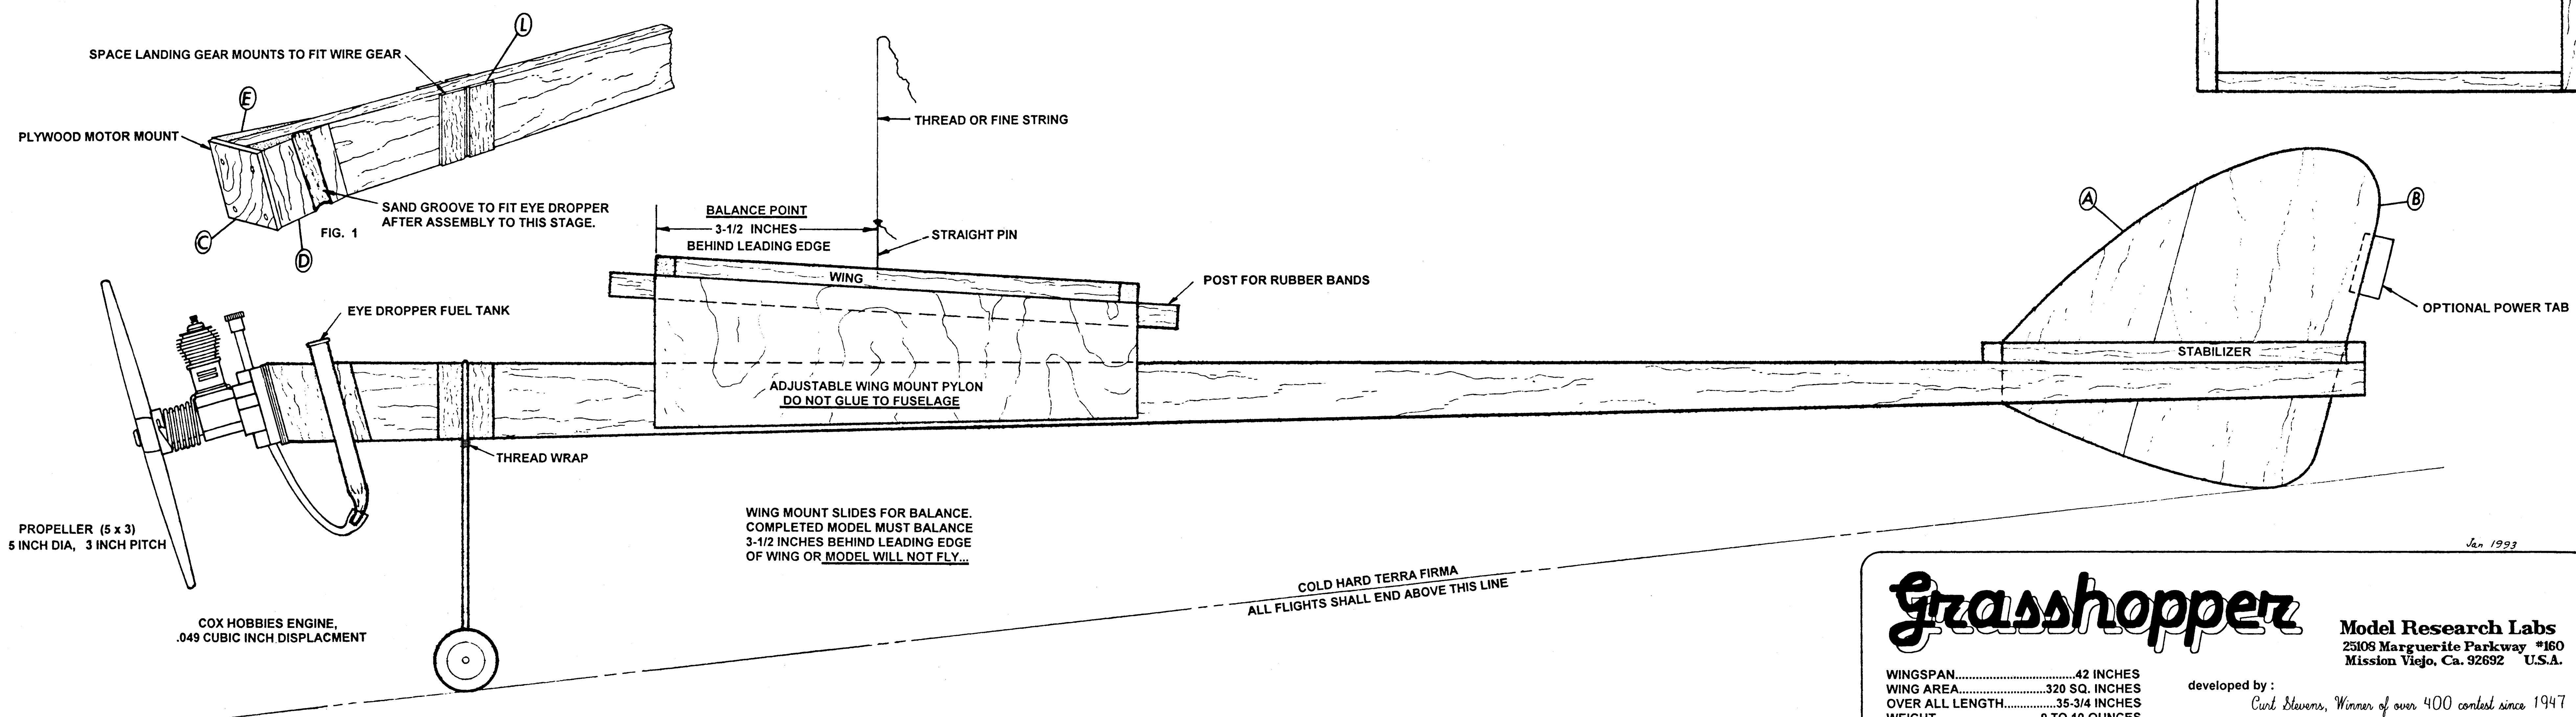 L
SPACE LANDING GEAR MOUNTS TO FIT WIRE GEAR
E
PLYWOOD MOTOR MOUNT
SAND GROOVE TO FIT EYE DROPPER
AFTER ASSEMBLY TO THIS STAGE.
FIG. 1
C
D
THREAD OR FINE STRING
BALANCE POINT
3-1/2 INCHES
BEHIND LEADING EDGE
STRAIGHT PIN
WING
POST FOR RUBBER BANDS
EYE DROPPER FUEL TANK
A
B
OPTIONAL POWER TAB
STABILIZER
ADJUSTABLE WING MOUNT PYLON
DO NOT GLUE TO FUSELAGE
THREAD WRAP
PROPELLER (5 x 3)
5 INCH DIA, 3 INCH PITCH
WING MOUNT SLIDES FOR BALANCE.
COMPLETED MODEL MUST BALANCE
3-1/2 INCHES BEHIND LEADING EDGE
OF WING OR MODEL WILL NOT FLY...
COX HOBBIES ENGINE,
.049 CUBIC INCH DISPLACMENT
COLD HARD TERRA FIRMA
ALL FLIGHTS SHALL END ABOVE THIS LINE
Jan 1993
Grasshopper
Model Research Labs
25108 Marguerite Parkway #160
Mission Viejo, Ca. 92692 U.S.A.
WINGSPAN...................................42 INCHES
WING AREA.........................320 SQ. INCHES
OVER ALL LENGTH...............35-3/4 INCHES
WEIGHT..............................9 TO 10 OUNCES
developed by :
Curt Stevens, Winner of over 400 contest since 1947